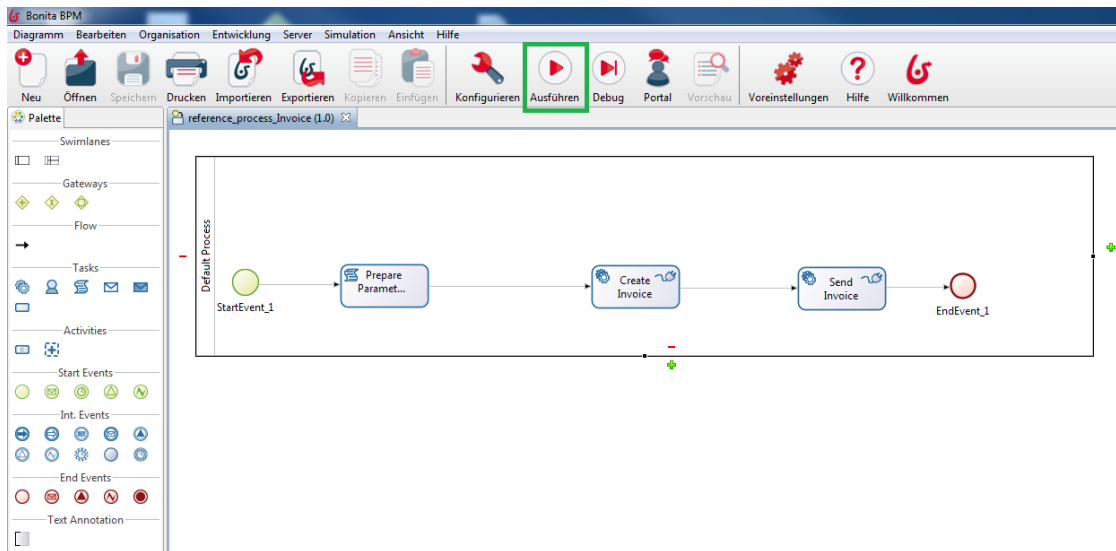 Bonita BPM
Diagramm Bearbeiten Organisation Entwicklung Server Simulation Ansicht Hilfe
Neu Öffnen Speichern Drucken Importieren Exportieren Kopieren Einfügen Konfigurieren Ausführen Debug Portal Vorschau Voreinstellungen Hilfe Willkommen
Palette
reference_process_Invoice (1.0)
Swimlanes
Gateways
Flow
Tasks
Activities
Start Events
Int. Events
End Events
Text Annotation
Default Process
StartEvent_1
Prepare
Paramet...
Create
Invoice
Send
Invoice
EndEvent_1